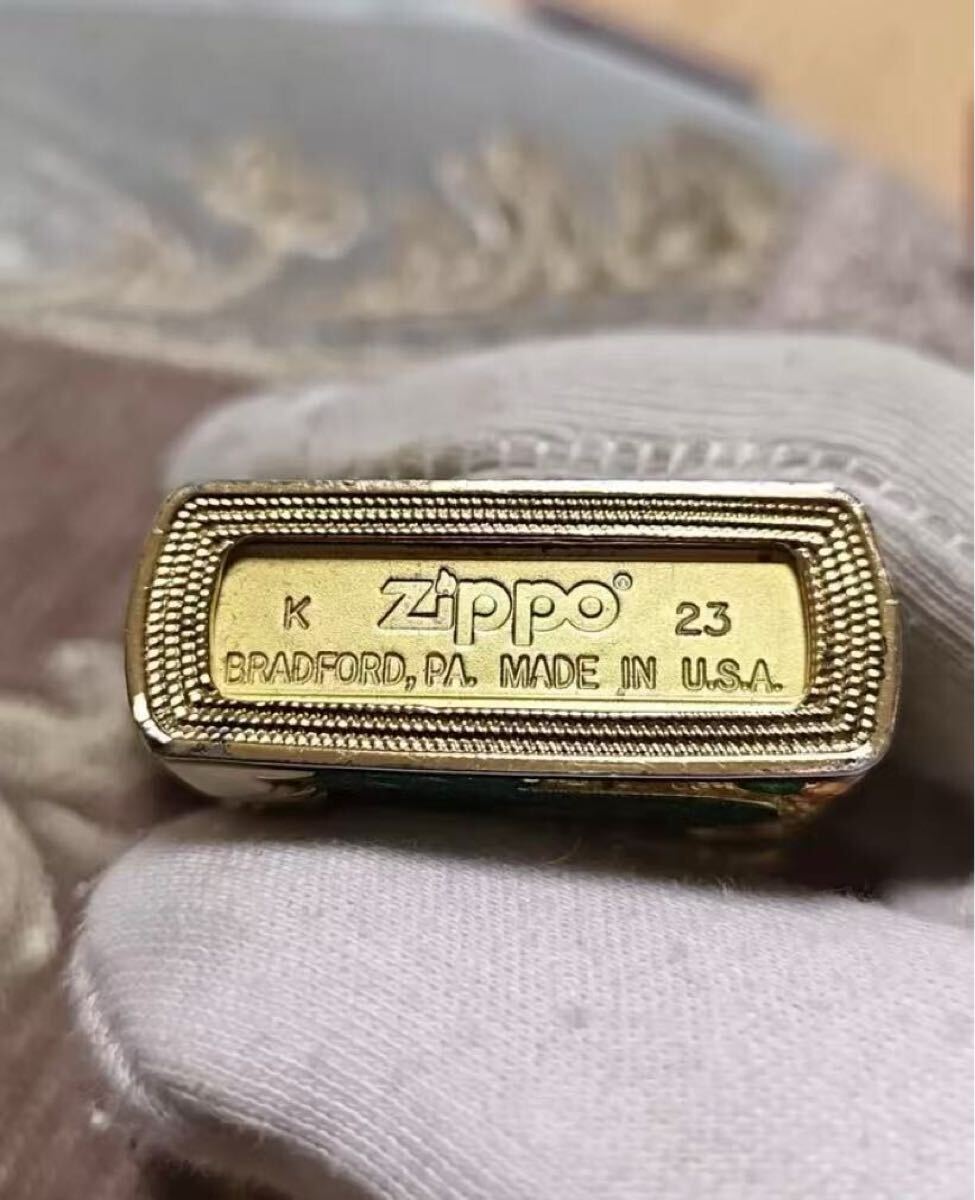 K Zippo® 23
BRADFORD, PA. MADE IN U.S.A.